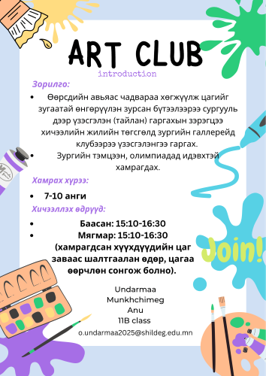 ART CLUB
introduction
Зорилго:
Өөрсдийн авьяас чадвараа хөгжүүлж цагийг
зугаатай өнгөрүүлэн зурсан бүтээлээрээ сургууль
дээр үзэсгэлэн (тайлан) гаргахын зэрэгцээ
хичээлийн жилийн төгсгөлд зургийн галлерейд
клубээрээ үзэсгэлэнгээ гаргах.
Зургийн тэмцээн, олимпиадад идэвхтэй
хамрагдах.
Хамрах хүрээ:
7-10 анги
Хичээллэх өдрүүд:
Баасан: 15:10-16:30
Мягмар: 15:10-16:30
(хамрагдсан хүүхдүүдийн цаг
зааваас шалтгаалан өдөр, цагаа
өөрчлөн сонгож болно).
Join!
Undarmaa
Munkhchimeg
Anu
11B class
o.undarmaa2025@shildeg.edu.mn